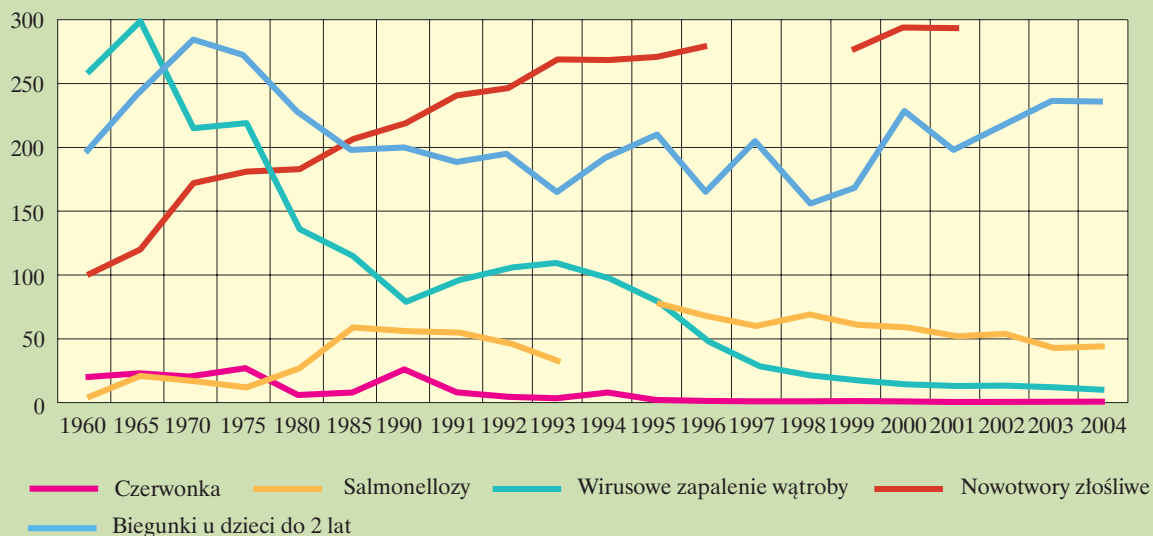 300
250
200
150
100
50
0
1960 1965 1970 1975 1980 1985 1990 1991 1992 1993 1994 1995 1996 1997 1998 1999 2000 2001 2002 2003 2004
Czerwonka Salmonellozy Wirusowe zapalenie wątroby Nowotwory złośliwe
Biegunki u dzieci do 2 lat